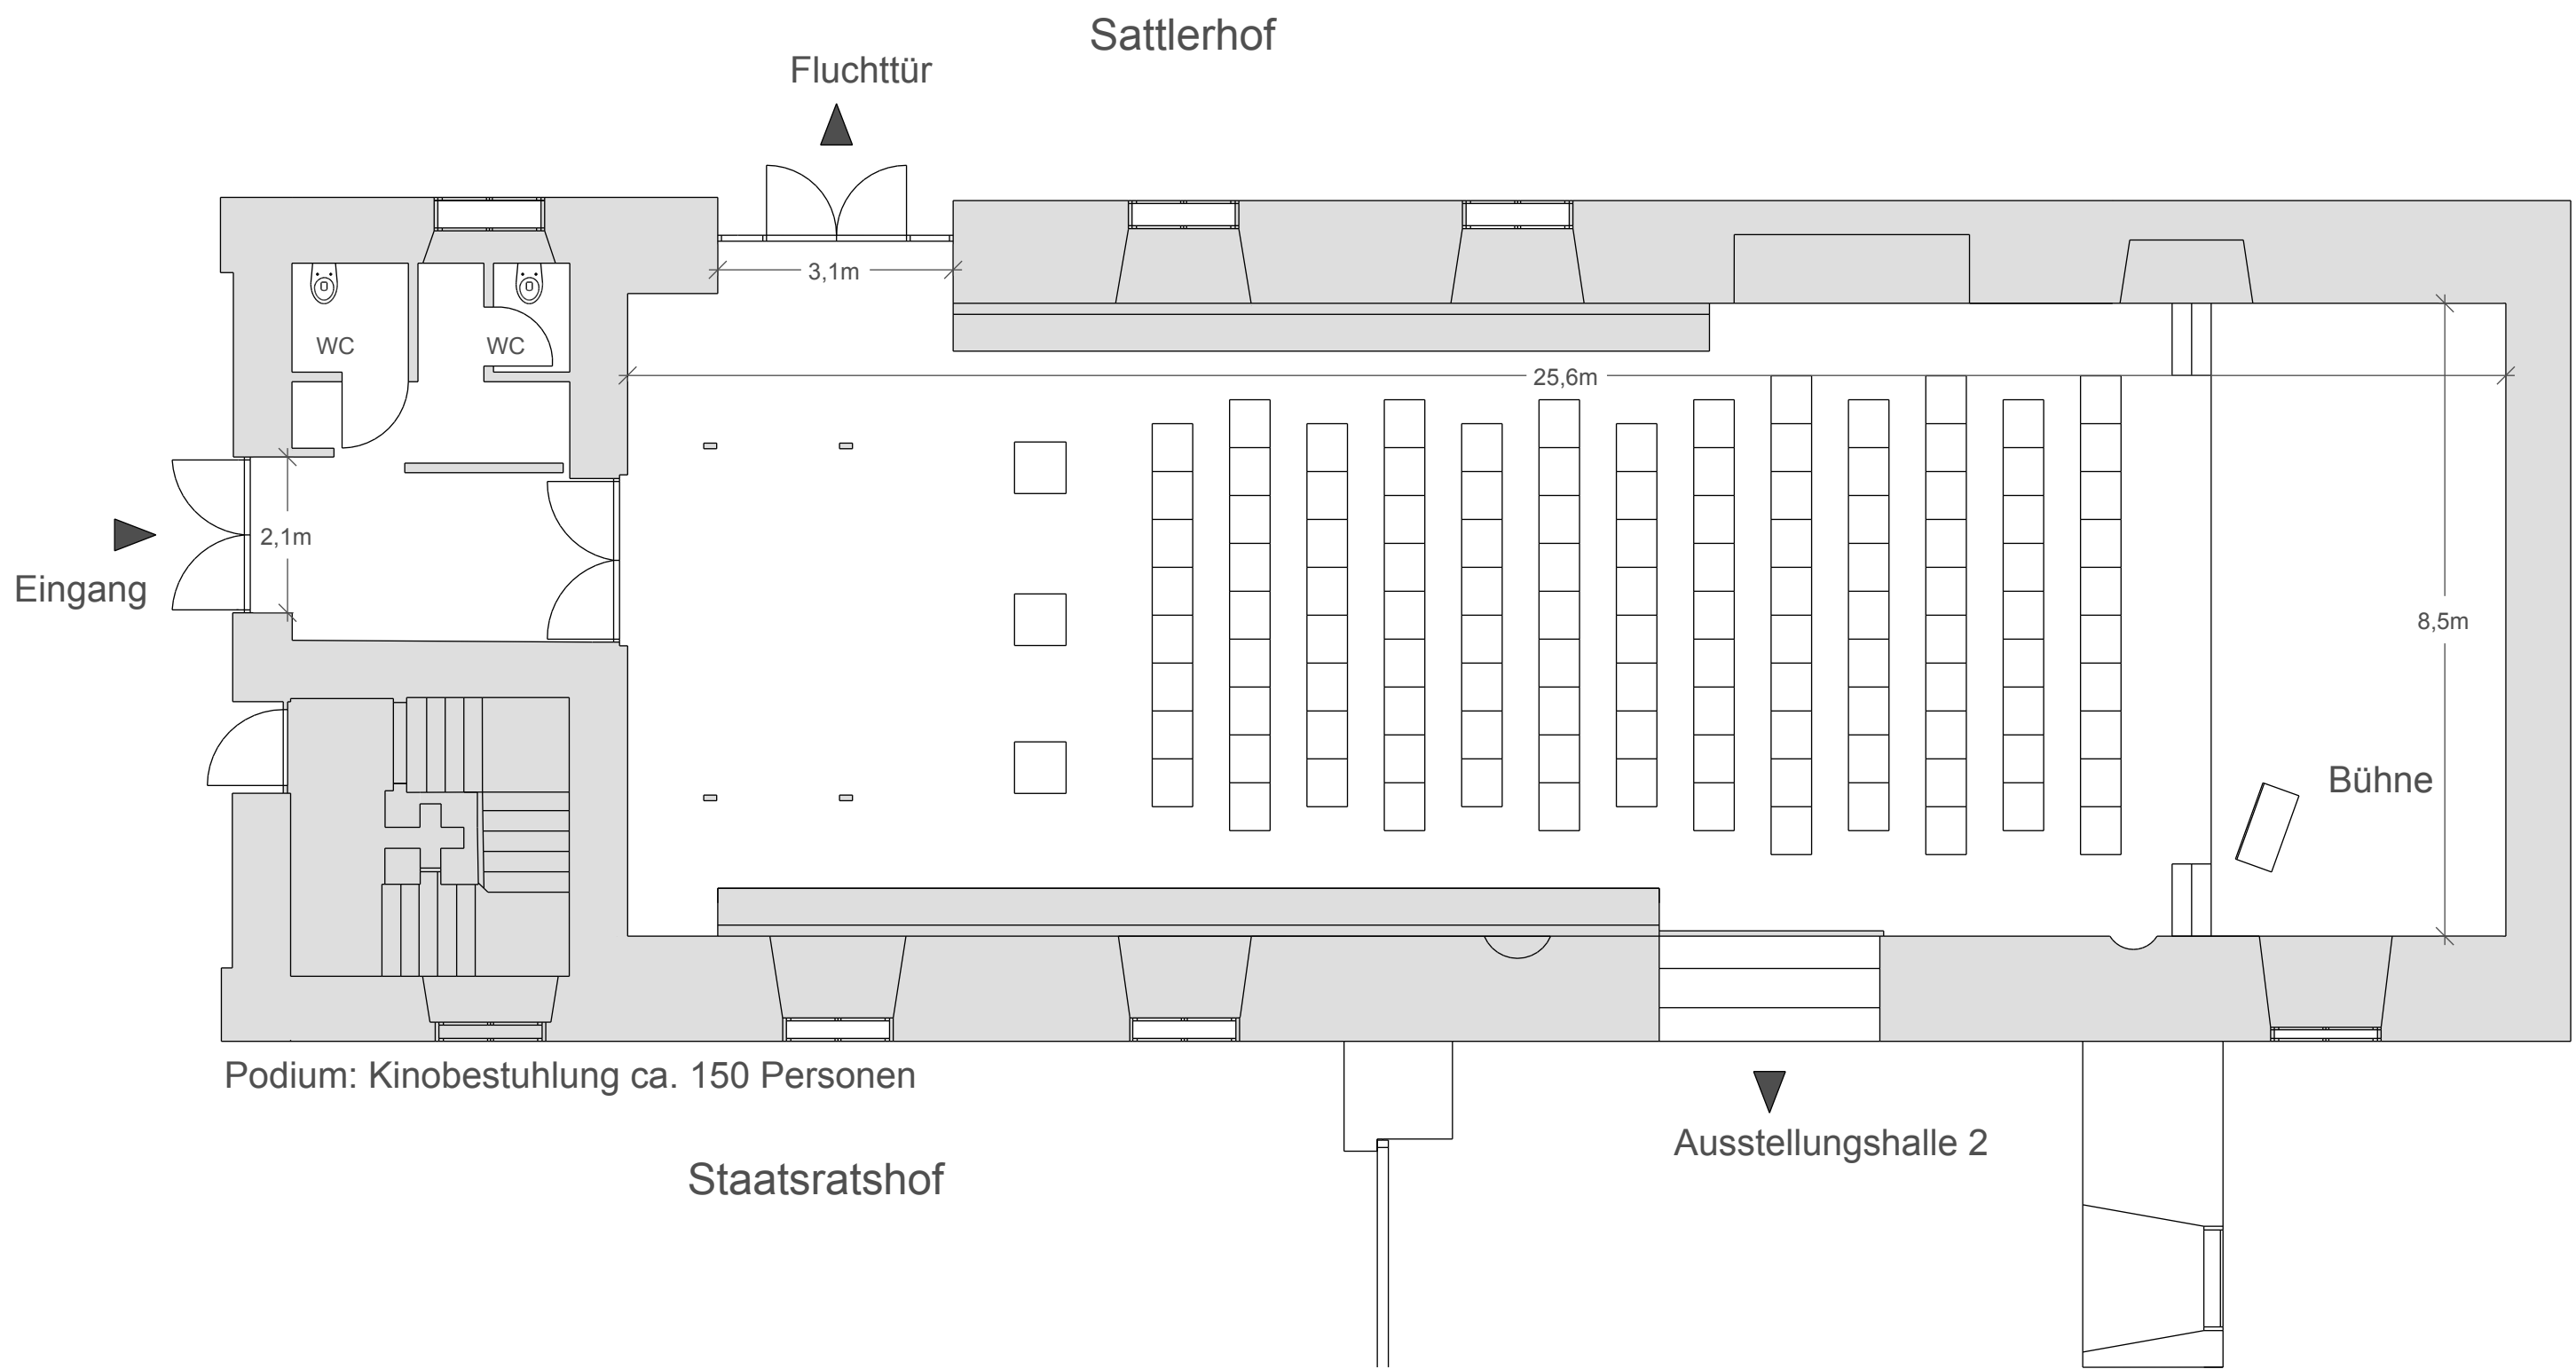 Sattlerhof
Fluchttür
3,1m
WC
WC
25,6m
2,1m
Eingang
8,5m
Bühne
Podium: Kinobestuhlung ca. 150 Personen
Ausstellungshalle 2
Staatsratshof